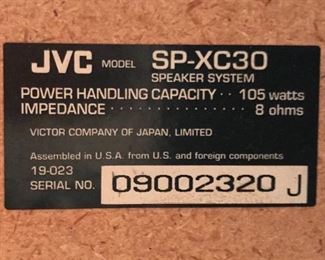 JVC MODEL SP-XC30
SPEAKER SYSTEM
POWER HANDLING CAPACITY ·· 105 watts
IMPEDANCE ·············· 8 ohms
VICTOR COMPANY OF JAPAN, LIMITED
Assembled in U.S.A. from U.S. and foreign components
19-023
SERIAL NO. 09002320 J